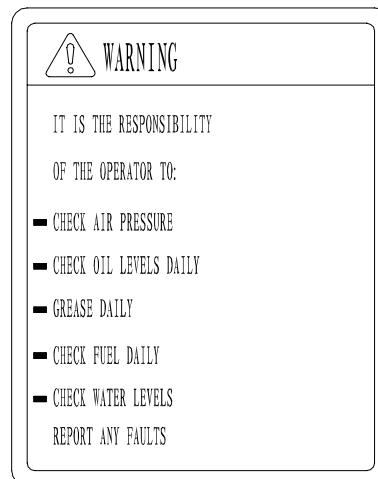 WARNING
IT IS THE RESPONSIBILITY
OF THE OPERATOR TO:
CHECK AIR PRESSURE
CHECK OIL LEVELS DAILY
GREASE DAILY
CHECK FUEL DAILY
CHECK WATER LEVELS
REPORT ANY FAULTS